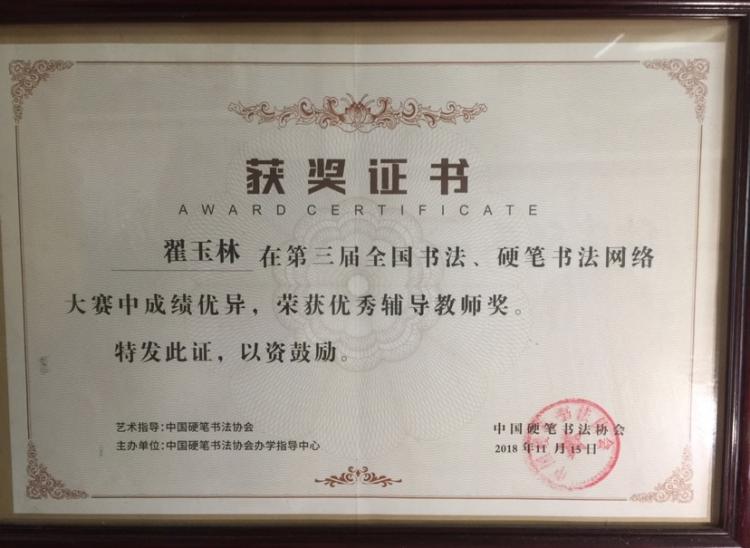 获奖证书
AWARD CERTIFICATE
翟玉林 在第三届全国书法、硬笔书法网络
大赛中成绩优异，荣获优秀辅导教师奖。
特发此证，以资鼓励。
艺术指导：中国硬笔书法协会
主办单位：中国硬笔书法协会办学指导中心
中国硬笔书法协会
2018 年11 月 15日